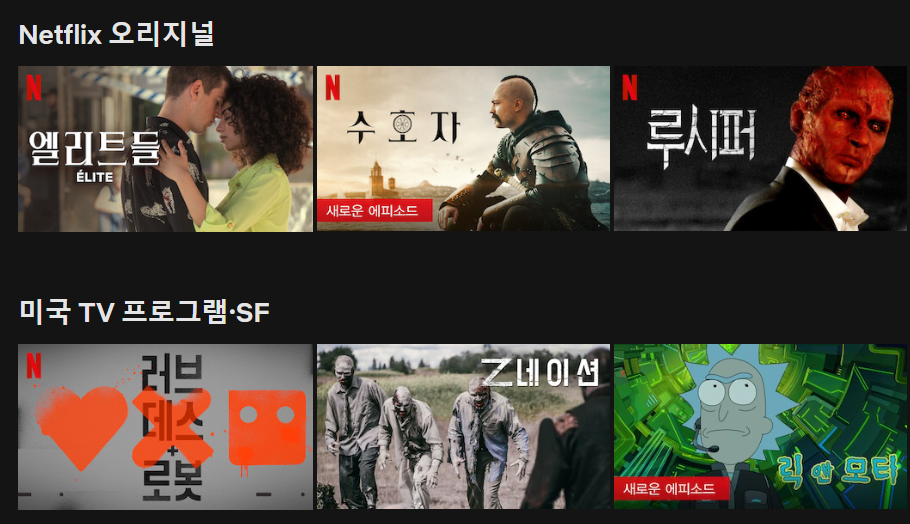 Netflix 오리지널
N
엘리트들
ÉLITE
N
수호자
새로운 에피소드
N
루시퍼
미국 TV 프로그램·SF
N
러브
데스
+
로봇
Z네이션
릭 앤 모티
새로운 에피소드